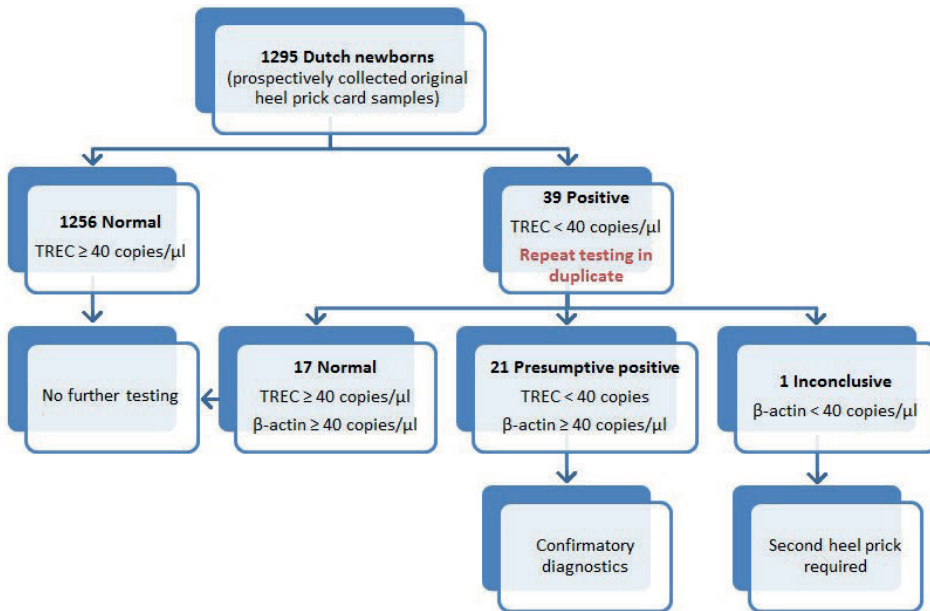 1295 Dutch newborns
(prospectively collected original
heel prick card samples)
1256 Normal
TREC ≥ 40 copies/µl
39 Positive
TREC < 40 copies/µl
Repeat testing in
duplicate
No further testing
17 Normal
TREC ≥ 40 copies/µl
β-actin ≥ 40 copies/µl
21 Presumptive positive
TREC < 40 copies
β-actin ≥ 40 copies/µl
1 Inconclusive
β-actin < 40 copies/µl
Confirmatory
diagnostics
Second heel prick
required